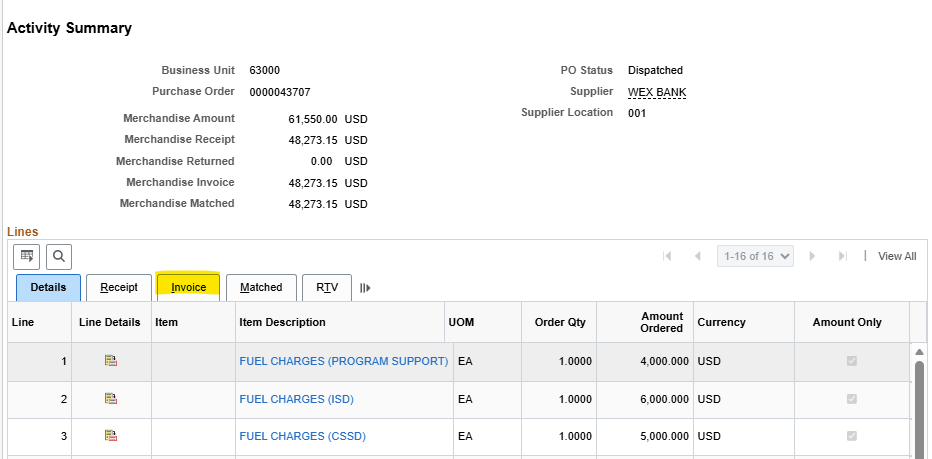 Activity Summary
Business Unit 63000 PO Status Dispatched
Purchase Order 0000043707 Supplier WEX BANK
Supplier Location 001
Merchandise Amount 61,550.00 USD
Merchandise Receipt 48,273.15 USD
Merchandise Returned 0.00 USD
Merchandise Invoice 48,273.15 USD
Merchandise Matched 48,273.15 USD
Lines
1-16 of 16 | View All
Details Receipt Invoice Matched RTV
Line Line Details Item Item Description UOM Order Qty Amount Ordered Currency Amount Only
1 FUEL CHARGES (PROGRAM SUPPORT) EA 1.0000 4,000.000 USD
2 FUEL CHARGES (ISD) EA 1.0000 6,000.000 USD
3 FUEL CHARGES (CSSD) EA 1.0000 5,000.000 USD